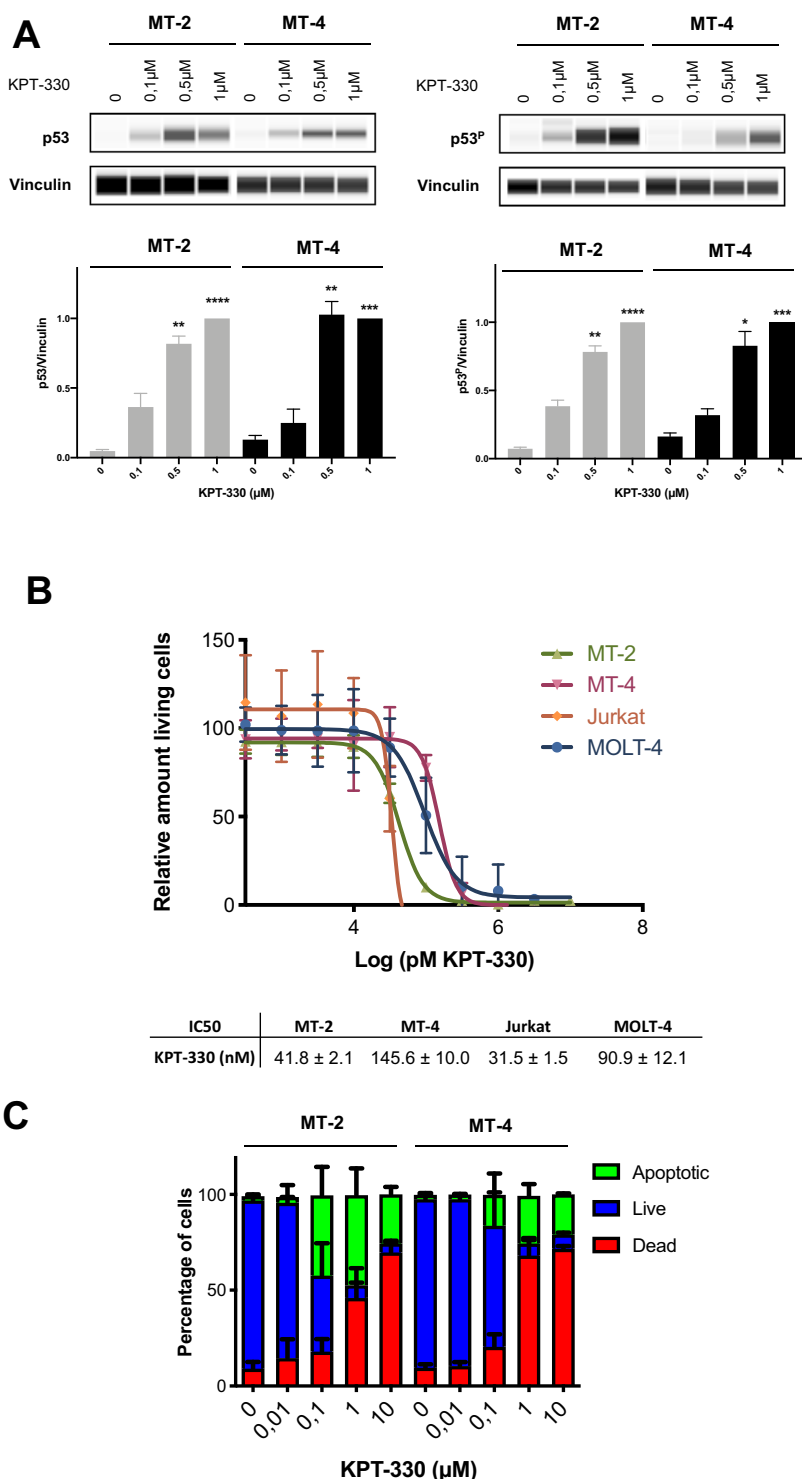 A
MT-2 MT-4
KPT-330 0 0,1µM 0,5µM 1µM 0 0,1µM 0,5µM 1µM
p53
Vinculin
MT-2 MT-4
p53/Vinculin
1.0
0.5
0.0
** **** ** ***
0 0.1 0.5 1 0 0.1 0.5 1
KPT-330 (µM)
MT-2 MT-4
KPT-330 0 0,1µM 0,5µM 1µM 0 0,1µM 0,5µM 1µM
p53ᴾ
Vinculin
MT-2 MT-4
p53ᴾ/Vinculin
1.0
0.5
0.0
** **** * ***
0 0.1 0.5 1 0 0.1 0.5 1
KPT-330 (µM)
B
Relative amount living cells
150
100
50
0
4 6 8
Log (pM KPT-330)
MT-2
MT-4
Jurkat
MOLT-4
IC50 MT-2 MT-4 Jurkat MOLT-4
KPT-330 (nM) 41.8 ± 2.1 145.6 ± 10.0 31.5 ± 1.5 90.9 ± 12.1
C
MT-2 MT-4
Percentage of cells
100
50
0
0 0,01 0,1 1 10 0 0,01 0,1 1 10
KPT-330 (µM)
Apoptotic
Live
Dead